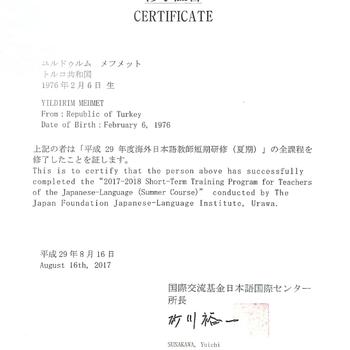 CERTIFICATE
ユルドゥルム メフメット
トルコ共和国
1976年2月6日 生
YILDIRIM MEHMET
From：Republic of Turkey
Date of Birth：February 6, 1976
上記の者は「平成 29 年度海外日本語教師短期研修（夏期）」の全課程を
修了したことを証します。
This is to certify that the person above has successfully
completed the "2017-2018 Short-Term Training Program for Teachers
of the Japanese-Language (Summer Course)" conducted by The
Japan Foundation Japanese-Language Institute, Urawa.
平成29年8月16日
August 16th, 2017
国際交流基金日本語国際センター
所長
SUNAKAWA, Yuichi